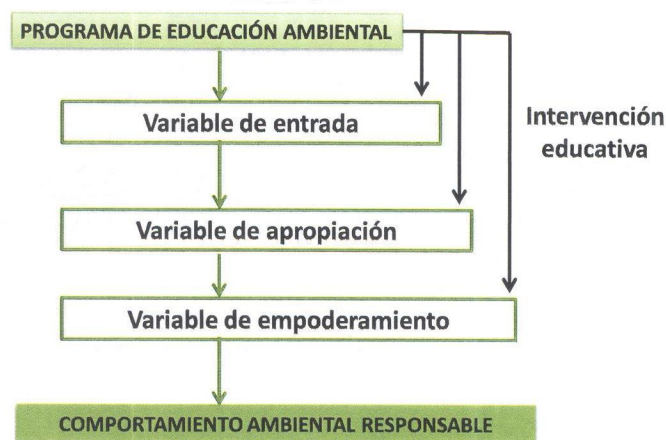 PROGRAMA DE EDUCACIÓN AMBIENTAL
Variable de entrada
Intervención
educativa
Variable de apropiación
Variable de empoderamiento
COMPORTAMIENTO AMBIENTAL RESPONSABLE